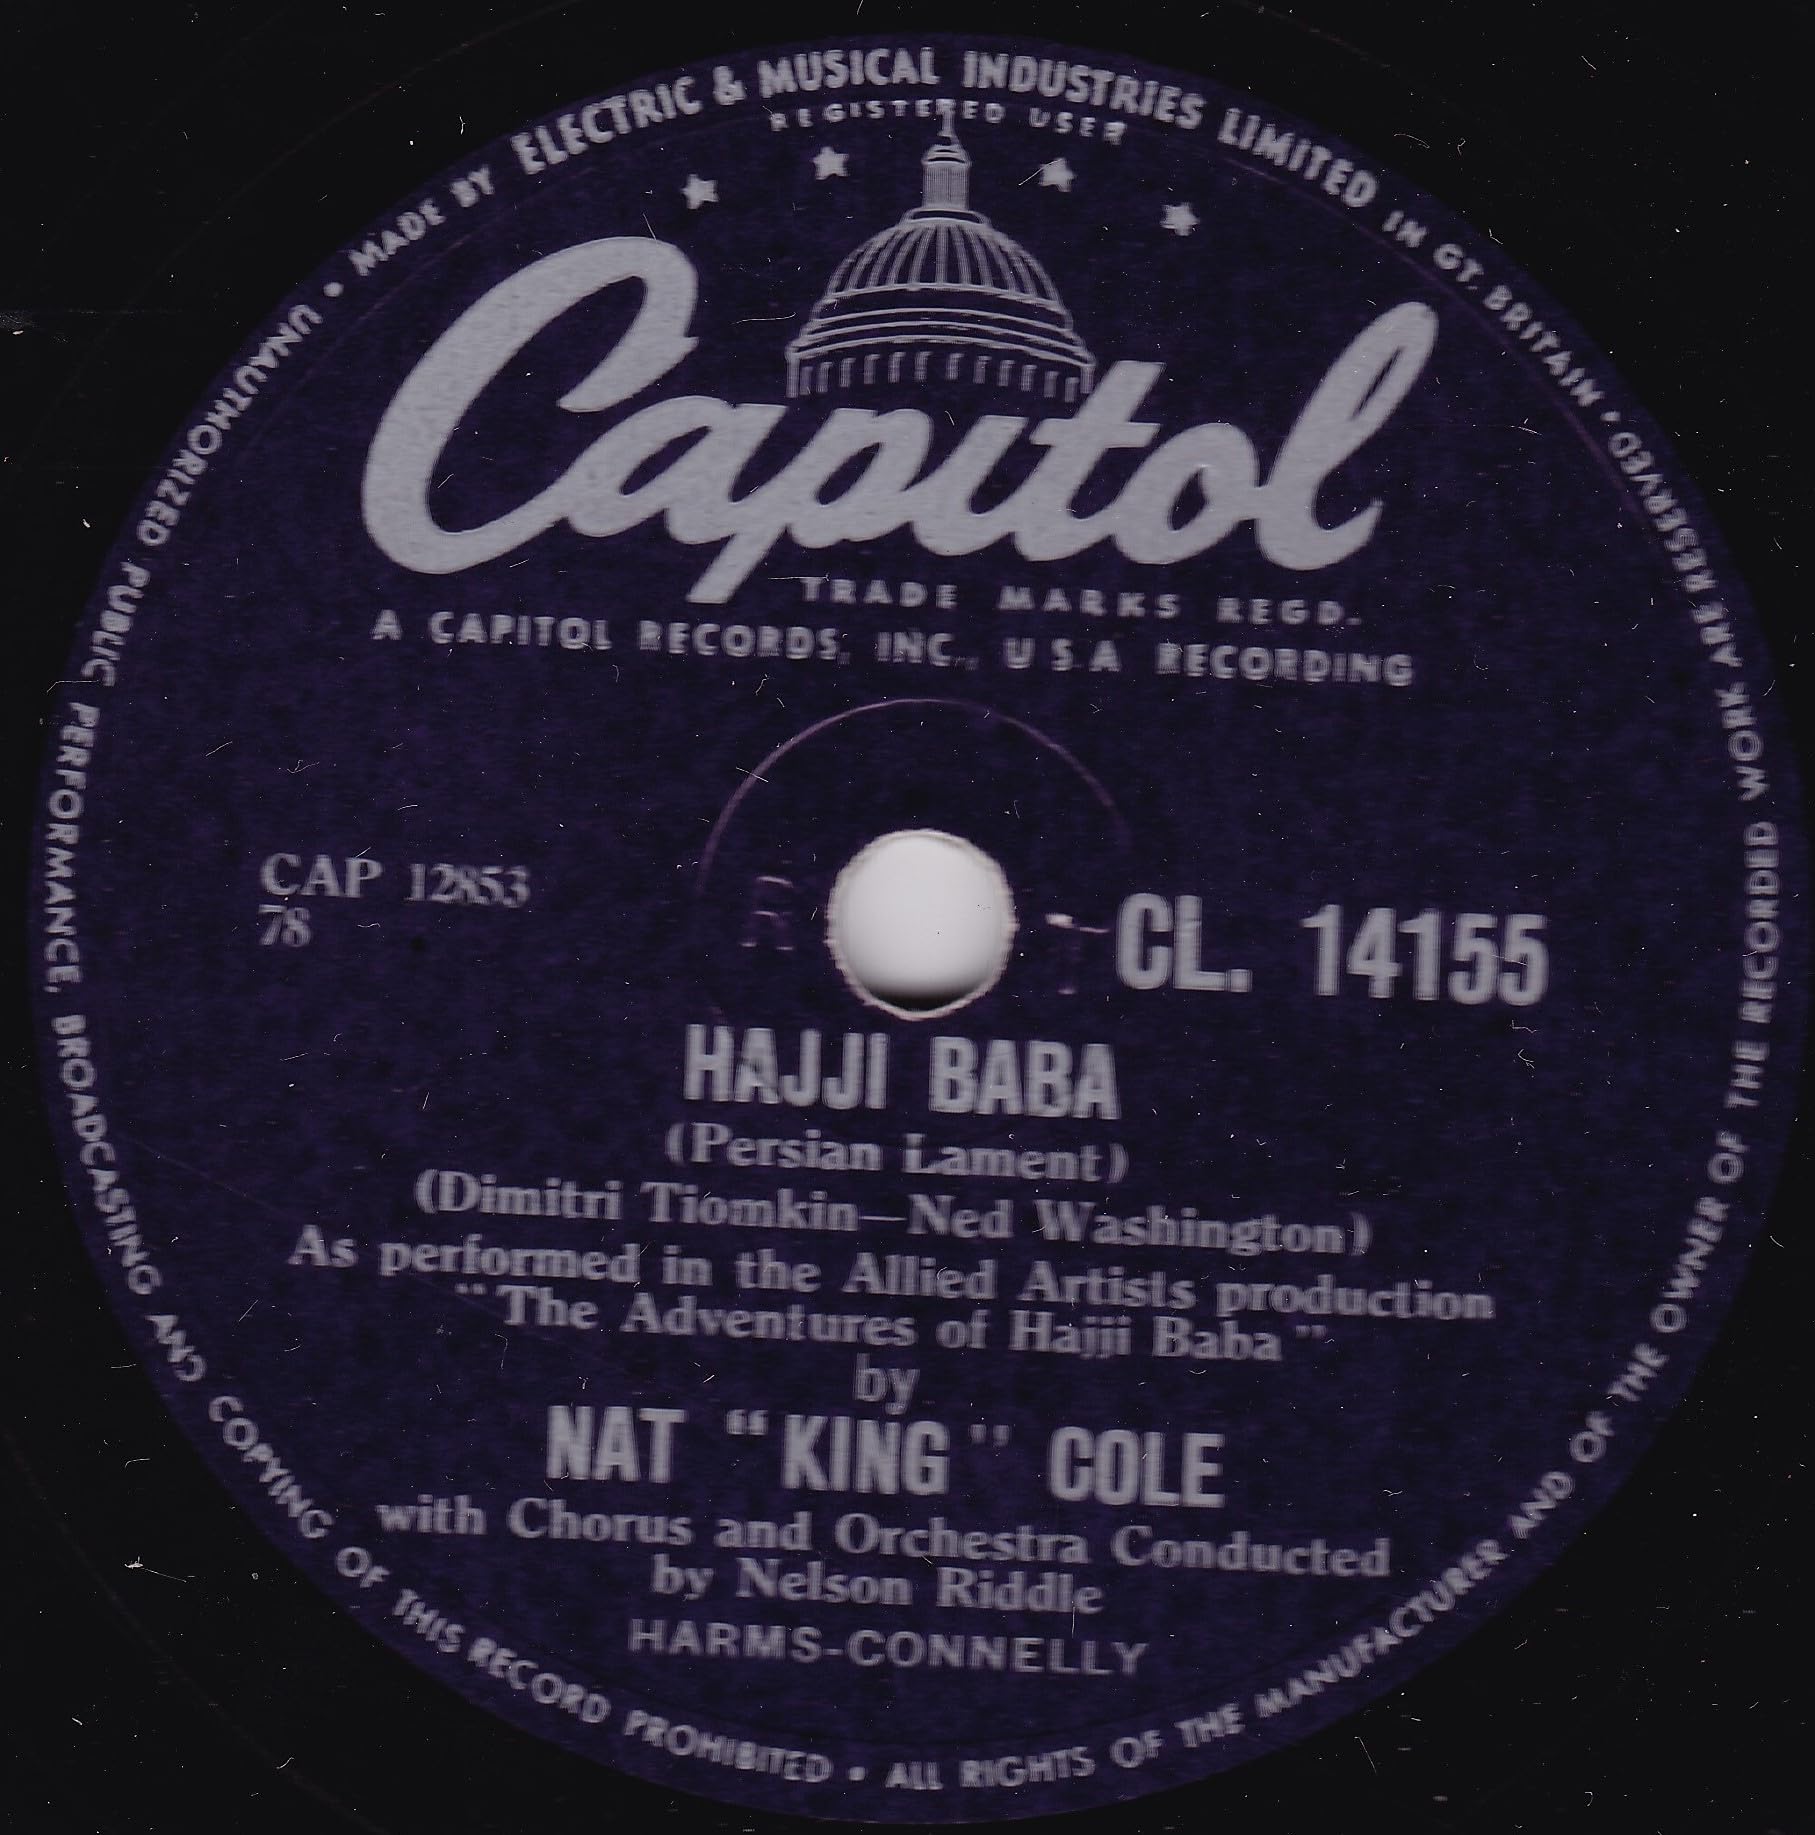 MADE BY ELECTRIC & MUSICAL INDUSTRIES LIMITED IN GT. BRITAIN •
REGISTERED USER
Capitol
TRADE MARKS REGD.
A CAPITOL RECORDS, INC., U S A RECORDING
CAP 12853
78
R T
CL. 14155
HAJJI BABA
(Persian Lament)
(Dimitri Tiomkin—Ned Washington)
As performed in the Allied Artists production
"The Adventures of Hajji Baba"
by
NAT "KING" COLE
with Chorus and Orchestra Conducted
by Nelson Riddle
HARMS-CONNELLY
ALL RIGHTS OF THE MANUFACTURER AND OF THE OWNER OF THE RECORDED WORK ARE RESERVED •
UNAUTHORIZED PUBLIC PERFORMANCE, BROADCASTING AND COPYING OF THIS RECORD PROHIBITED •